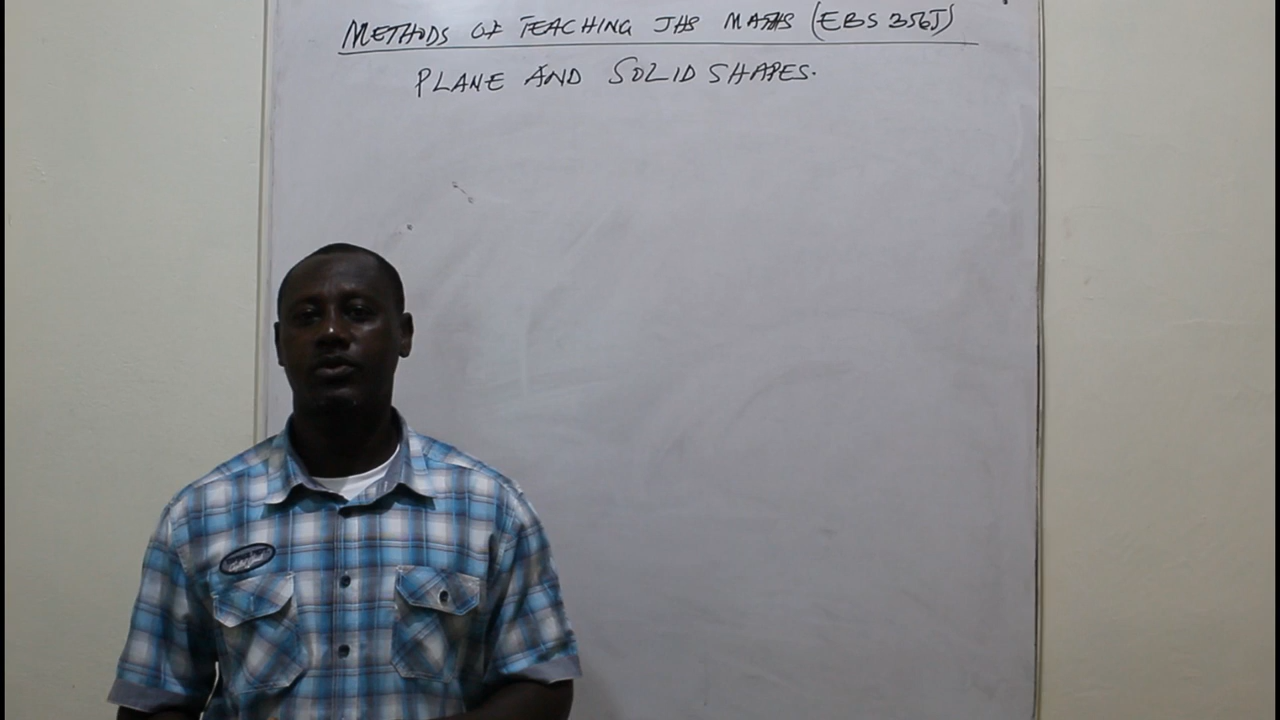 METHODS OF TEACHING JHS MATHS (EBS 356J)
PLANE AND SOLID SHAPES.